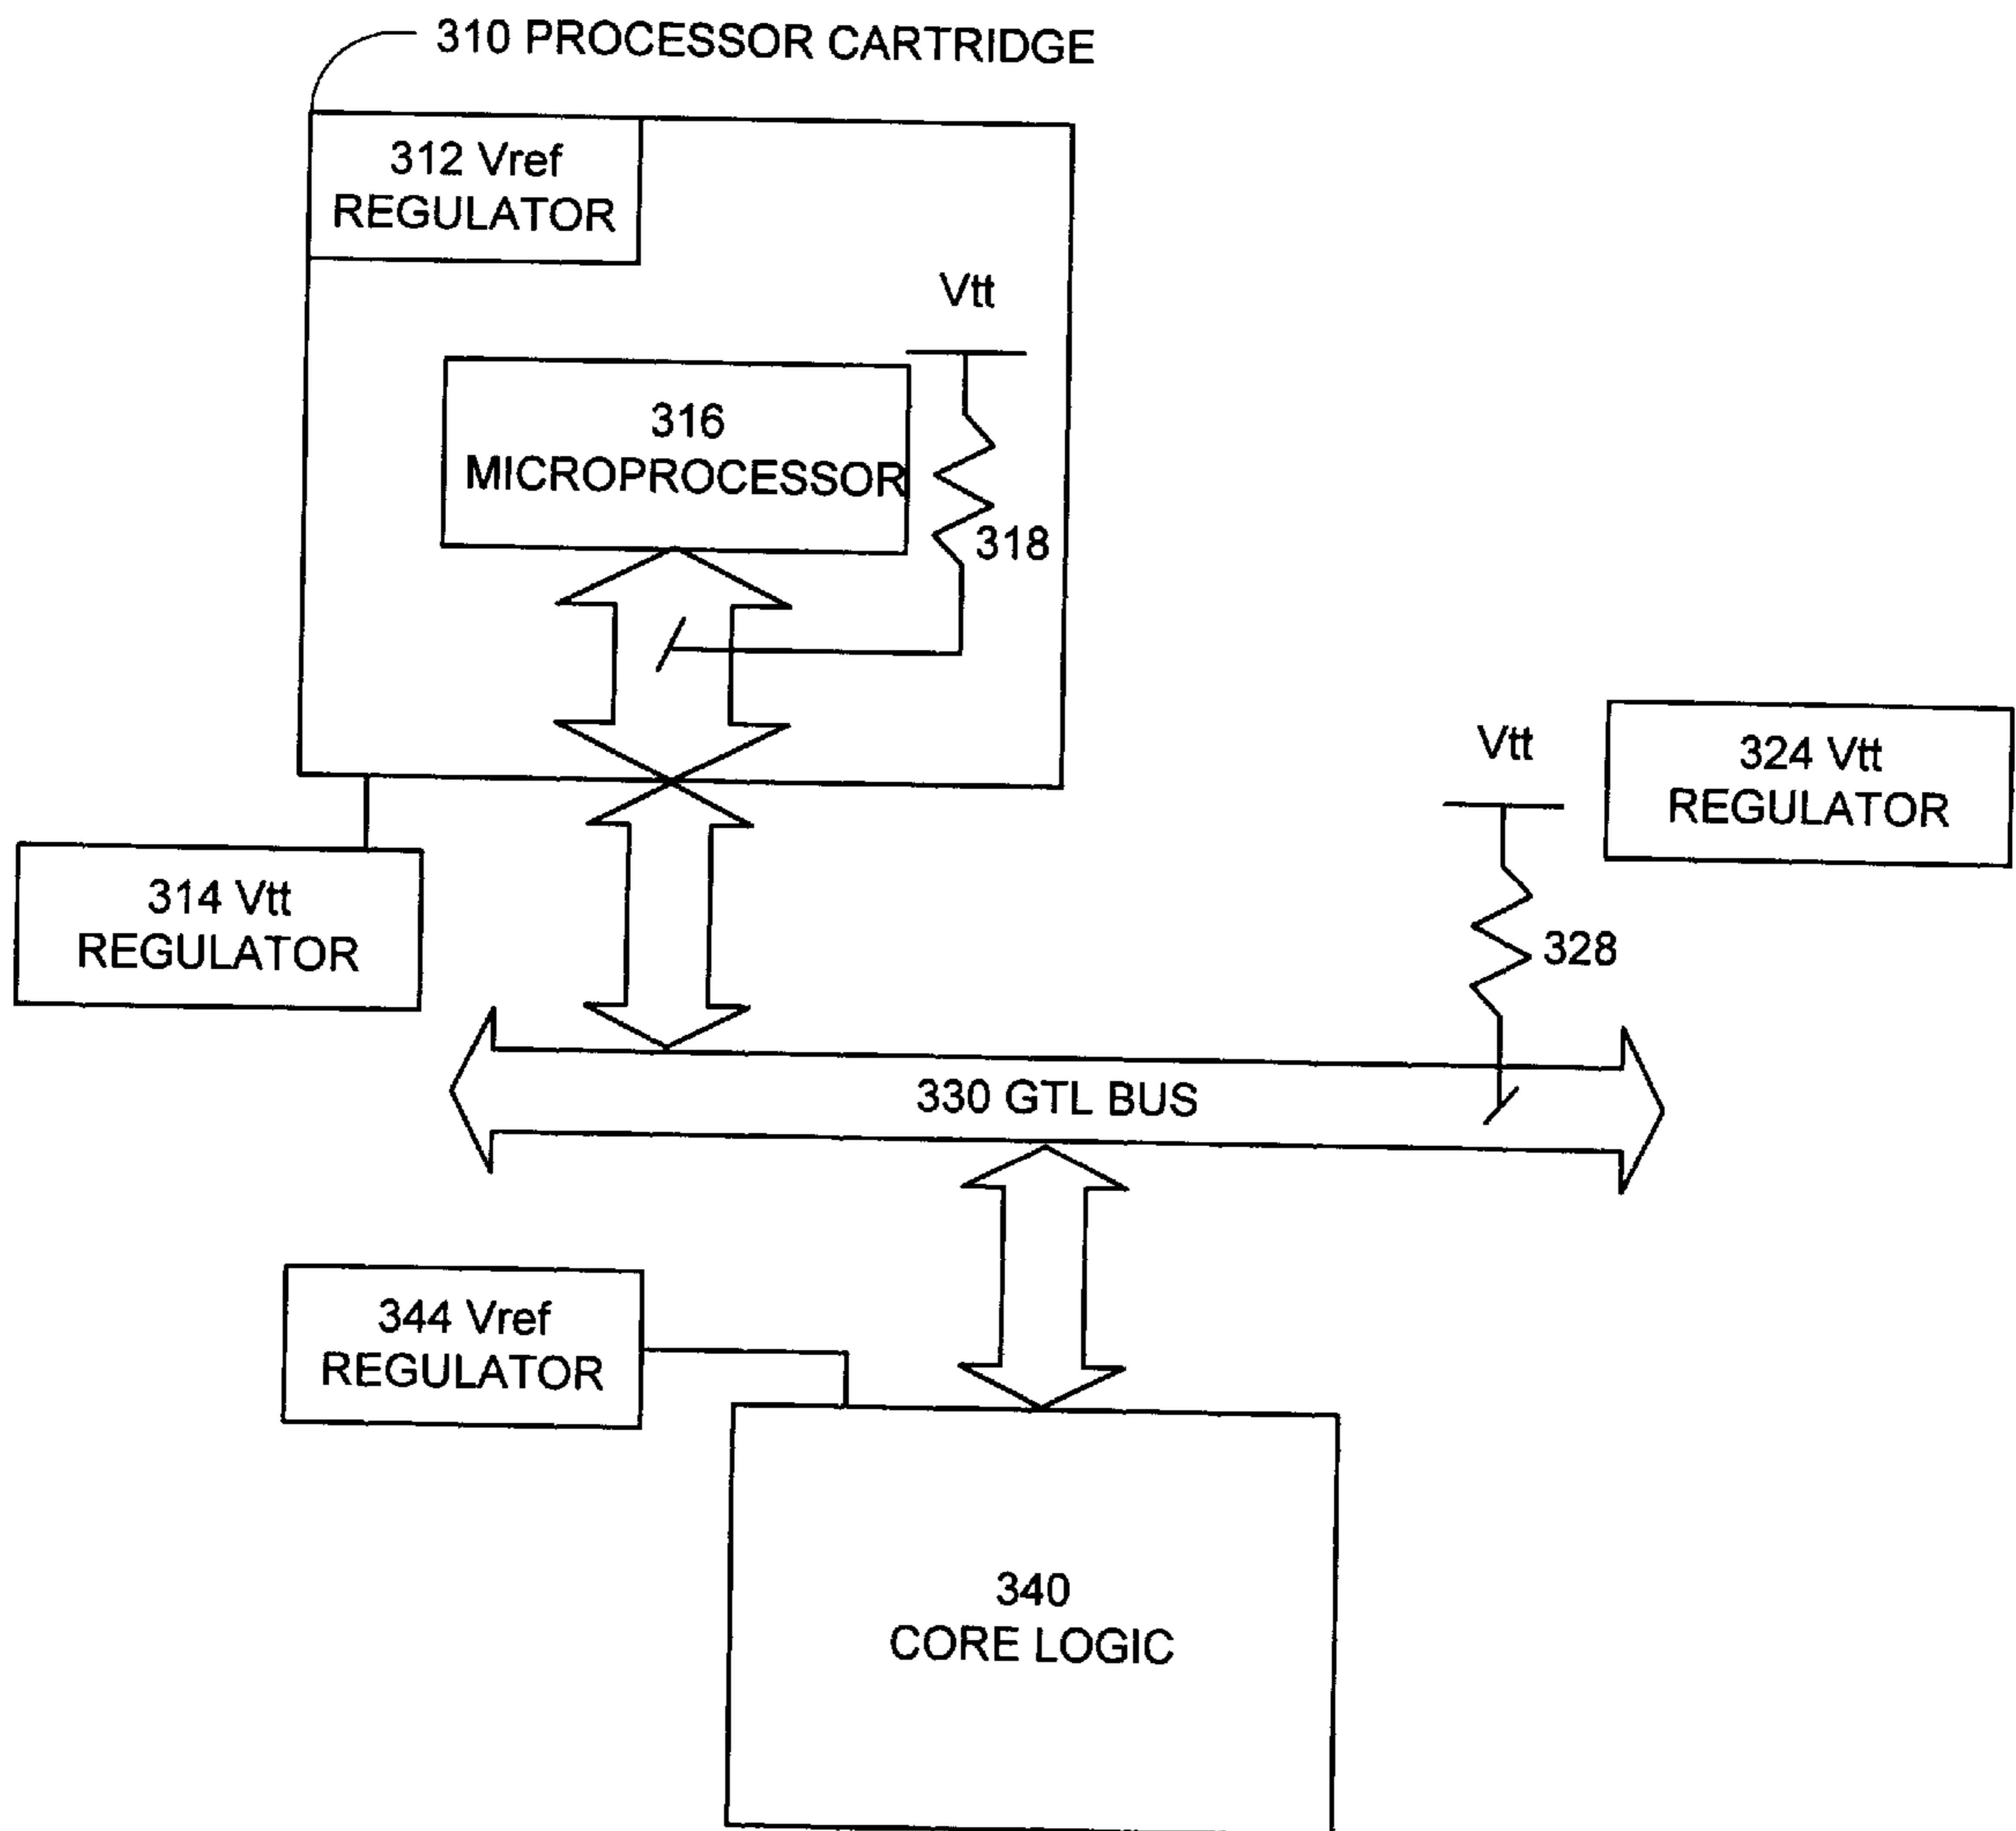 310 PROCESSOR CARTRIDGE
312 Vref
REGULATOR
Vtt
316
MICROPROCESSOR
318
Vtt
324 Vtt
REGULATOR
314 Vtt
REGULATOR
328
330 GTL BUS
344 Vref
REGULATOR
340
CORE LOGIC